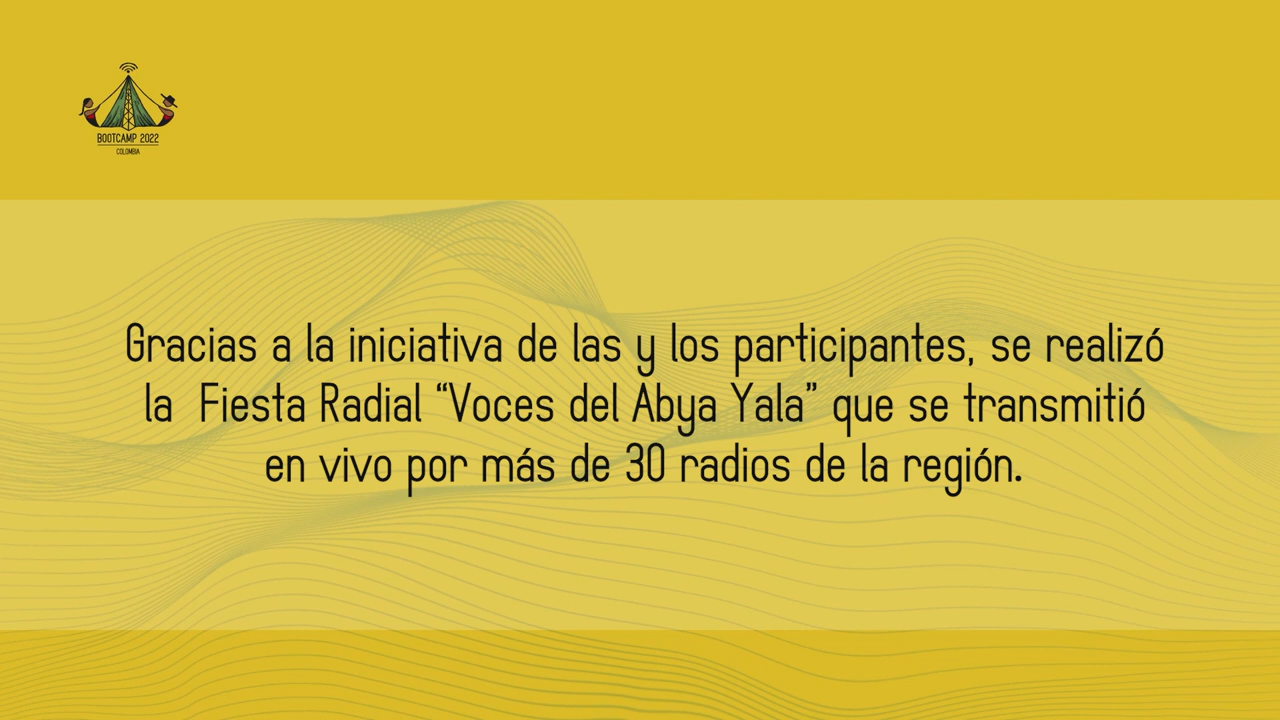 BOOTCAMP 2022
COLOMBIA
Gracias a la iniciativa de las y los participantes, se realizó
la Fiesta Radial “Voces del Abya Yala” que se transmitió
en vivo por más de 30 radios de la región.